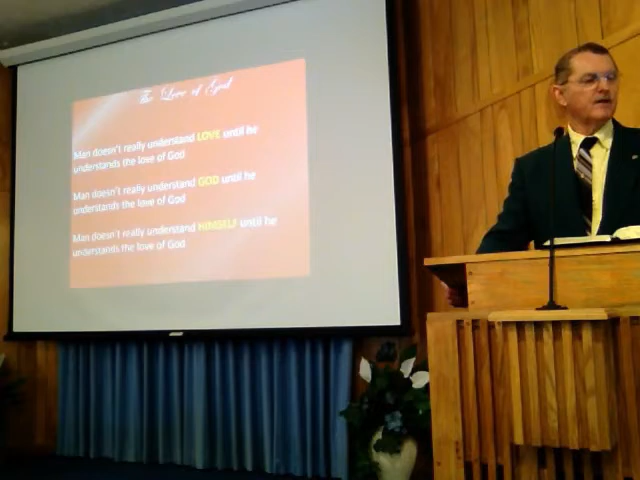 The Love of God
Man doesn't really understand LOVE until he
understands the love of God
Man doesn't really understand GOD until he
understands the love of God
Man doesn't really understand HIMSELF until he
understands the love of God